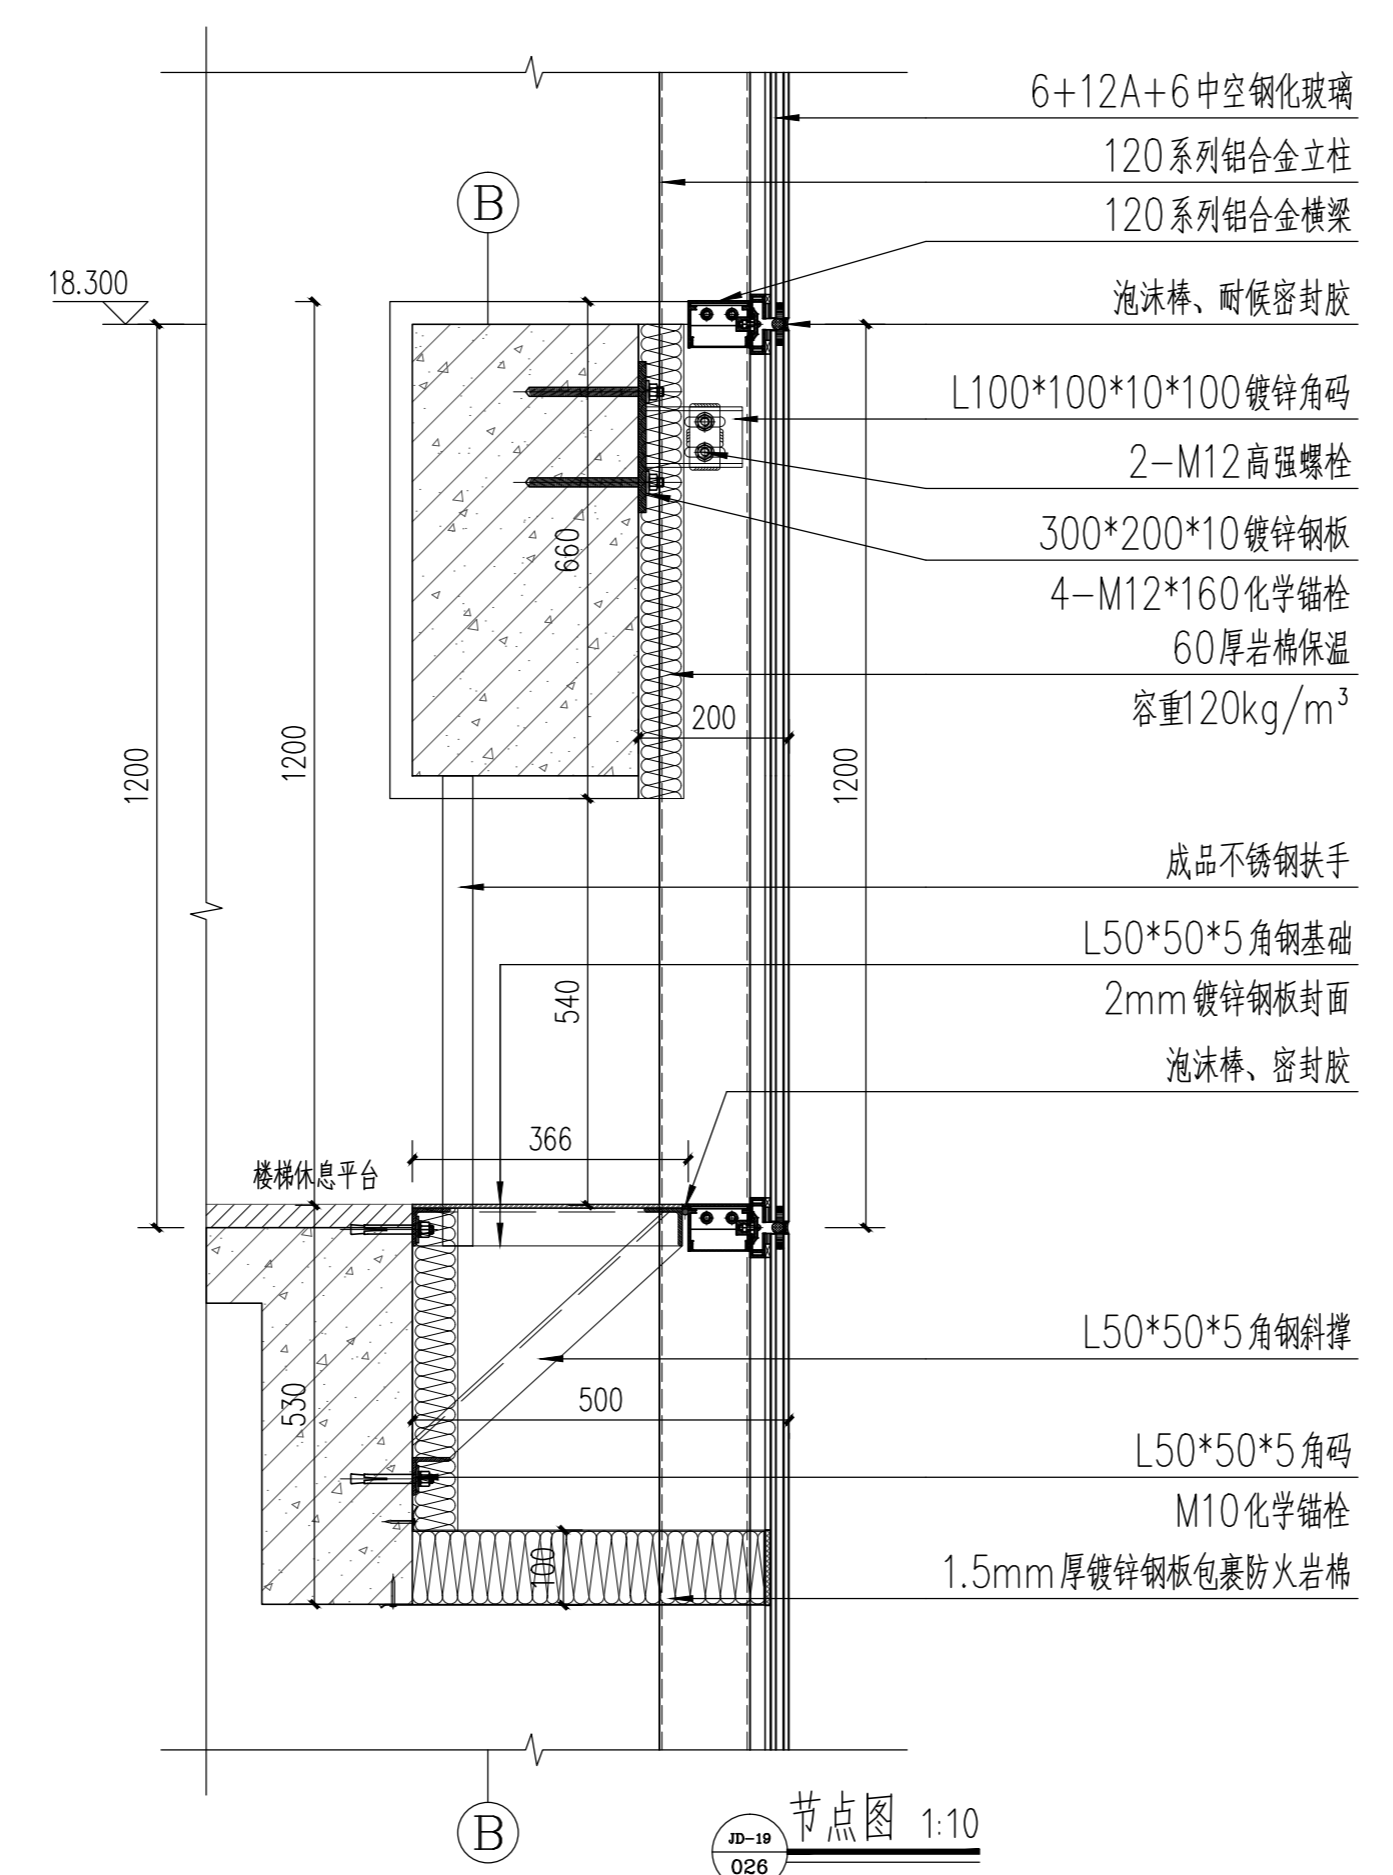 6+12A+6中空钢化玻璃
120系列铝合金立柱
B
120系列铝合金横梁
18.300
泡沫棒、耐候密封胶
L100*100*10*100镀锌角码
2-M12高强螺栓
300*200*10镀锌钢板
660
4-M12*160化学锚栓
60厚岩棉保温
容重120kg/m³
200
1200
1200
1200
成品不锈钢扶手
L50*50*5角钢基础
540
2mm镀锌钢板封面
泡沫棒、密封胶
366
楼梯休息平台
L50*50*5角钢斜撑
530
500
L50*50*5角码
M10化学锚栓
100
1.5mm厚镀锌钢板包裹防火岩棉
B
节点图 1:10
JD-19
026